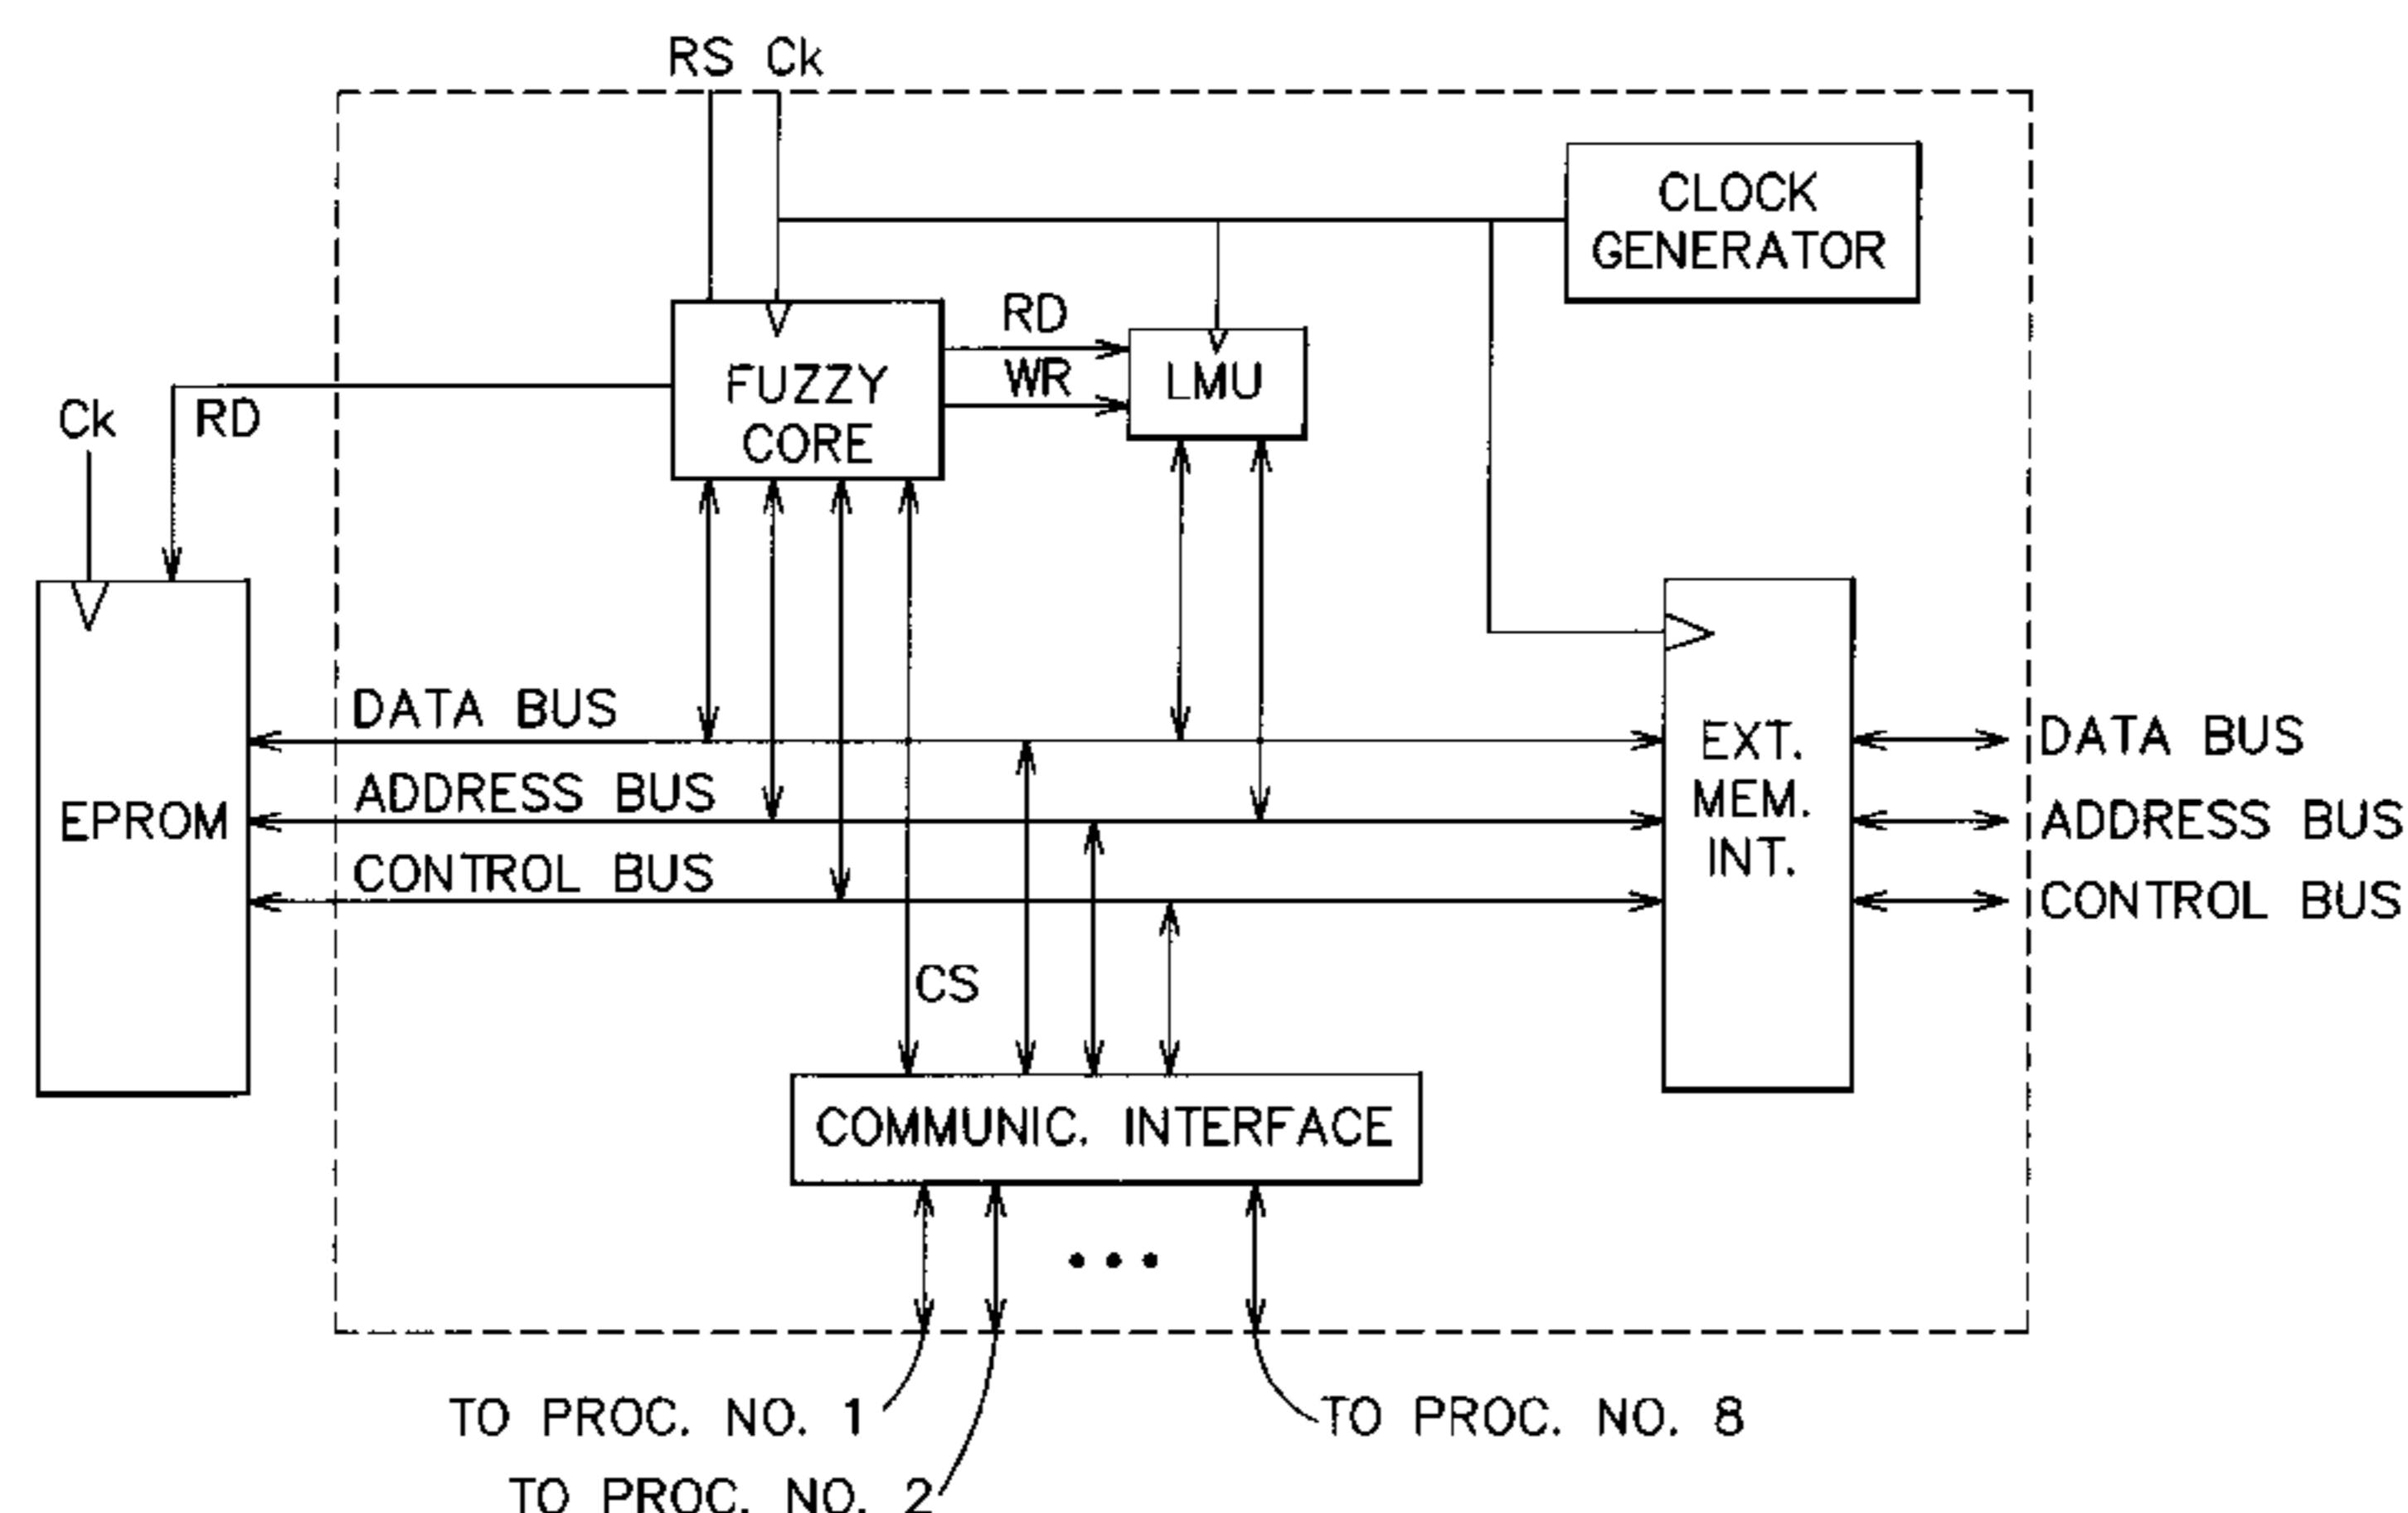 RS Ck
CLOCK
GENERATOR
RD
WR
FUZZY
CORE
LMU
Ck
RD
DATA BUS
ADDRESS BUS
CONTROL BUS
EPROM
EXT.
MEM.
INT.
DATA BUS
ADDRESS BUS
CONTROL BUS
CS
COMMUNIC. INTERFACE
TO PROC. NO. 1
TO PROC. NO. 8
TO PROC. NO. 2